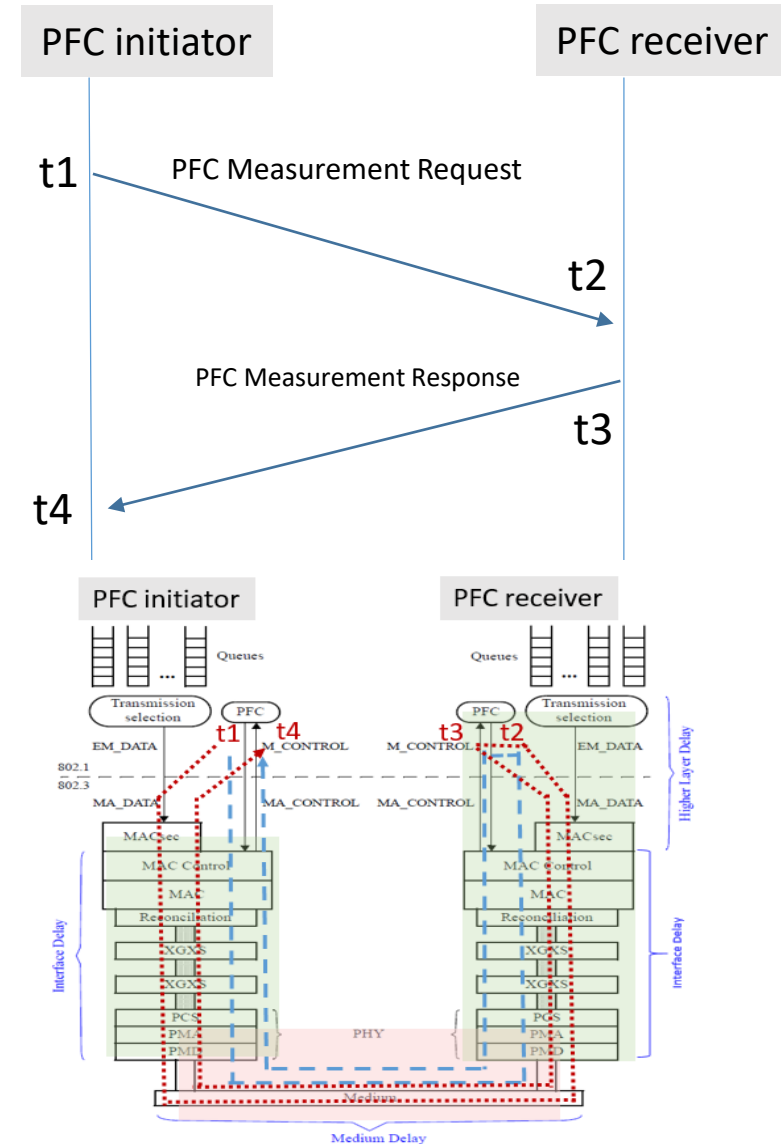 PFC initiator
PFC receiver
t1
PFC Measurement Request
t2
PFC Measurement Response
t3
t4
PFC initiator
PFC receiver
Queues
Queues
...
...
Transmission selection
PFC
PFC
Transmission selection
t1
t4
t3
t2
EM_DATA
M_CONTROL
M_CONTROL
EM_DATA
802.1
802.3
MA_DATA
MA_CONTROL
MA_CONTROL
MA_DATA
Higher Layer Delay
MACsec
MACsec
MAC Control
MAC Control
MAC
MAC
Reconciliation
Reconciliation
Interface Delay
Interface Delay
XGXS
XGXS
XGXS
XGXS
PCS
PCS
PMA
PHY
PMA
PMD
PMD
Medium
Medium Delay